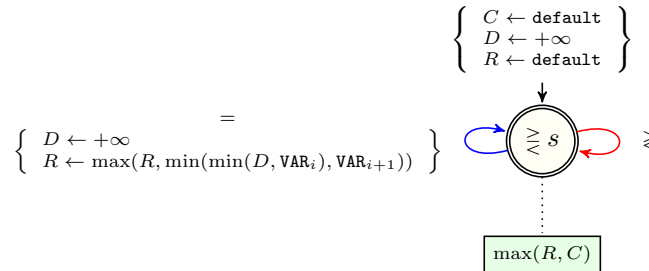 C ← default
D ← +∞
R ← default
=
D ← +∞
R ← max(R, min(min(D, VAR_i), VAR_{i+1}))
≥
< s
max(R, C)